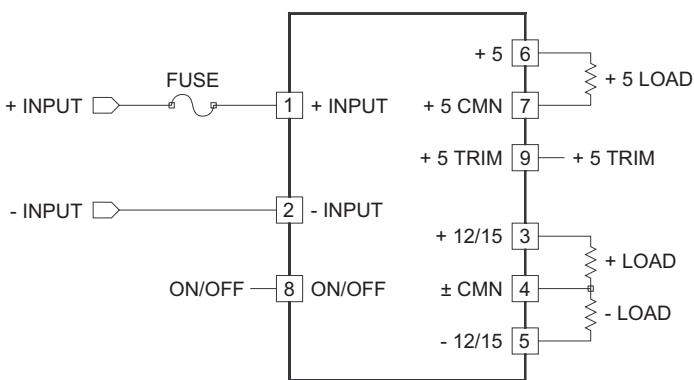 + 5 6
+ 5 LOAD
FUSE
+ INPUT 1 + INPUT
+ 5 CMN 7
+ 5 TRIM 9 + 5 TRIM
- INPUT 2 - INPUT
+ 12/15 3
+ LOAD
ON/OFF 8 ON/OFF
± CMN 4
- LOAD
- 12/15 5